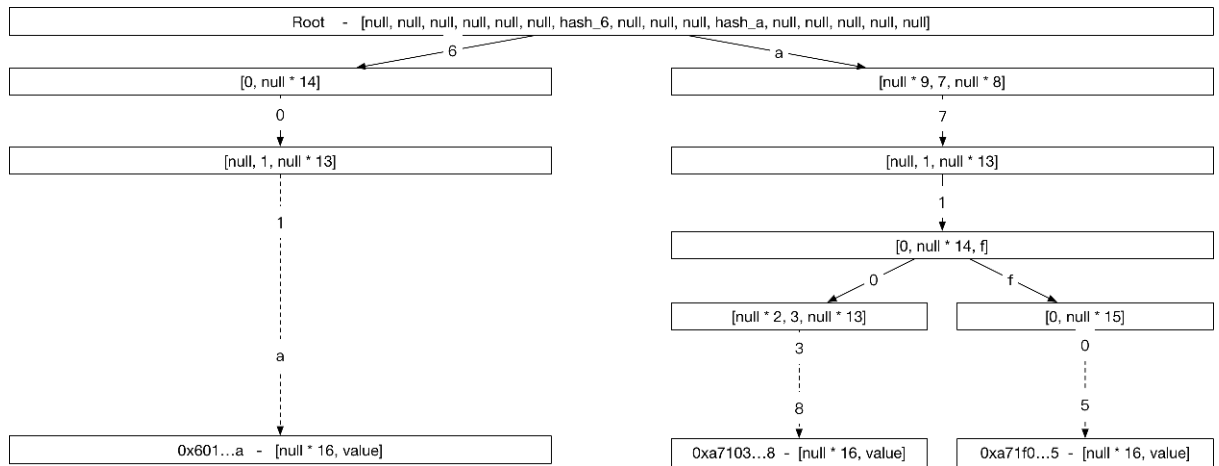 Root - [null, null, null, null, null, null, hash_6, null, null, null, hash_a, null, null, null, null, null]
6
a
[0, null * 14]
[null * 9, 7, null * 8]
0
7
[null, 1, null * 13]
[null, 1, null * 13]
1
1
[0, null * 14, f]
0
f
[null * 2, 3, null * 13]
[0, null * 15]
3
0
a
8
5
0x601...a - [null * 16, value]
0xa7103...8 - [null * 16, value]
0xa71f0...5 - [null * 16, value]